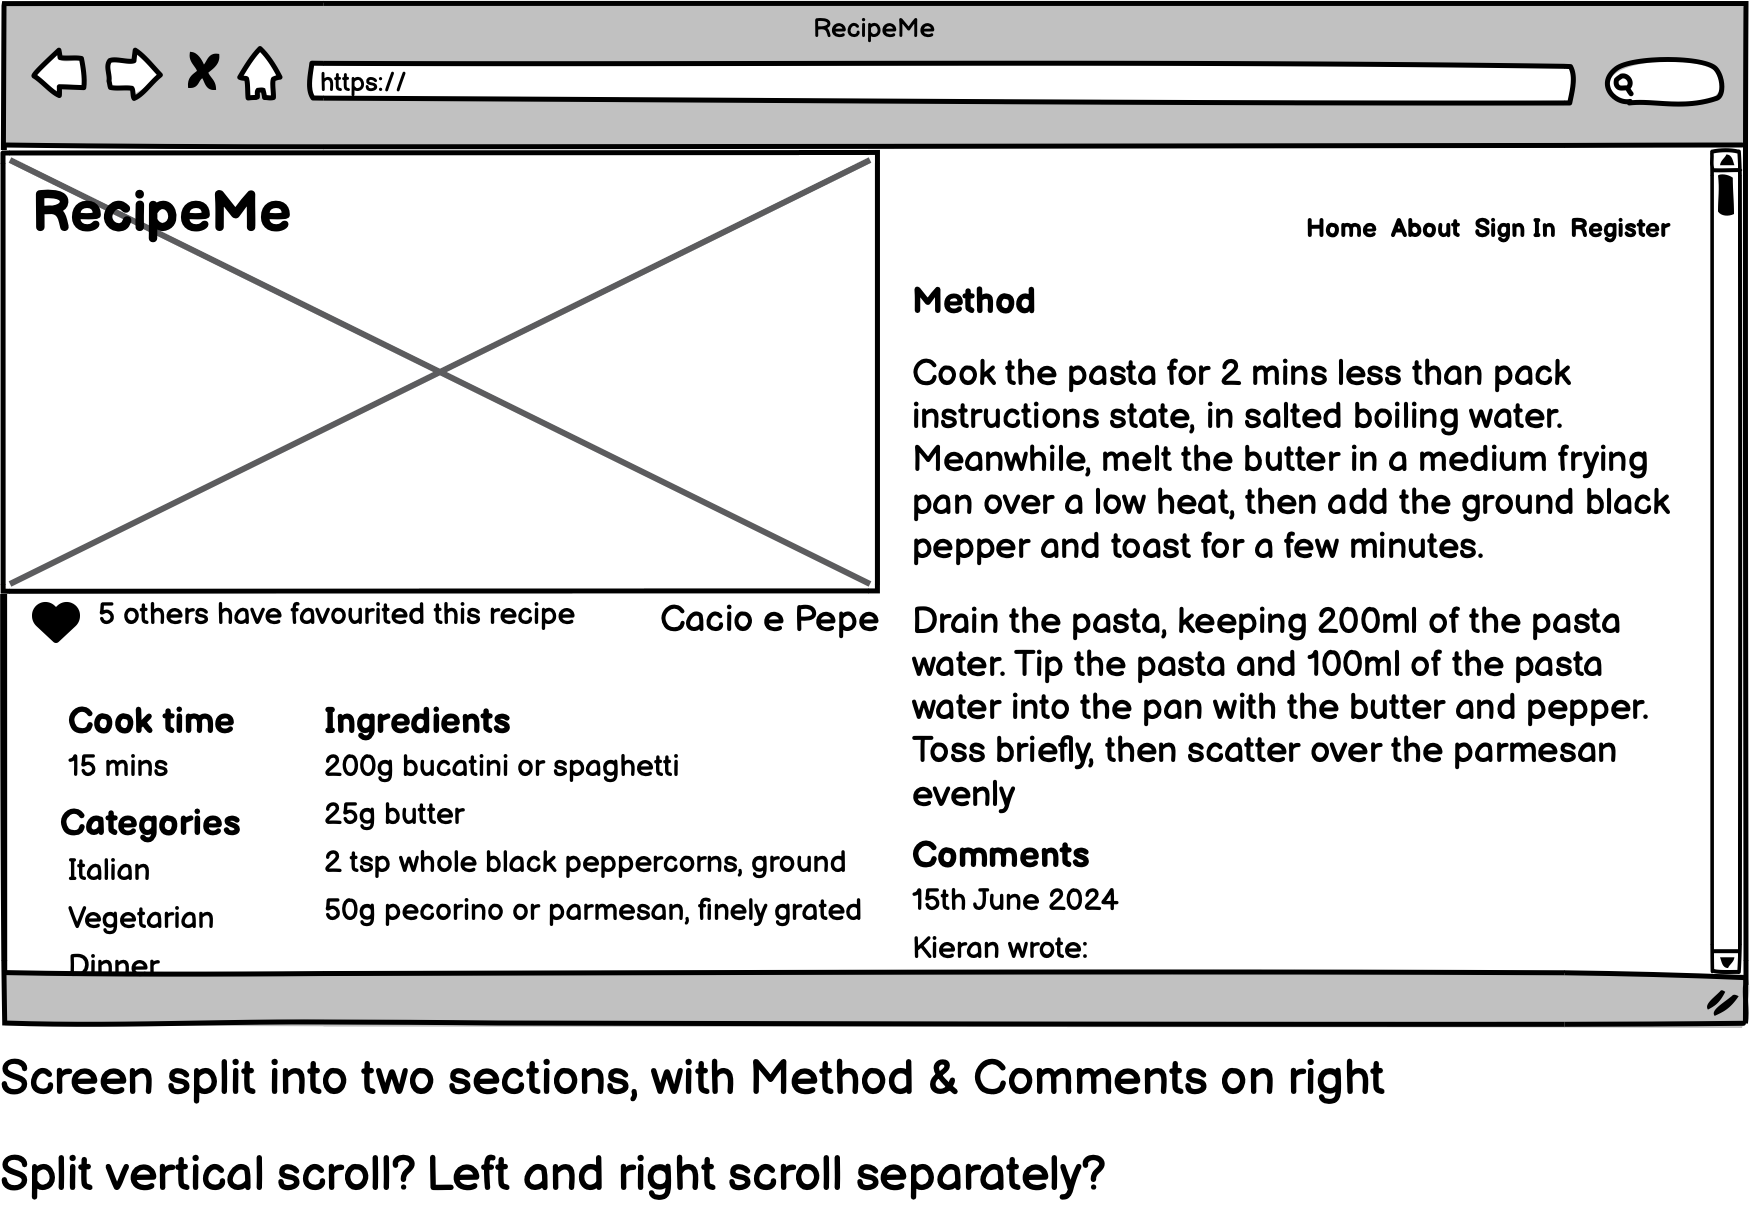 RecipeMe
https://
RecipeMe
Home About Sign In Register
5 others have favourited this recipe
Cacio e Pepe
Cook time
15 mins
Categories
Italian
Vegetarian
Dinner
Ingredients
200g bucatini or spaghetti
25g butter
2 tsp whole black peppercorns, ground
50g pecorino or parmesan, finely grated
Method
Cook the pasta for 2 mins less than pack
instructions state, in salted boiling water.
Meanwhile, melt the butter in a medium frying
pan over a low heat, then add the ground black
pepper and toast for a few minutes.
Drain the pasta, keeping 200ml of the pasta
water. Tip the pasta and 100ml of the pasta
water into the pan with the butter and pepper.
Toss briefly, then scatter over the parmesan
evenly
Comments
15th June 2024
Kieran wrote:
Screen split into two sections, with Method & Comments on right
Split vertical scroll? Left and right scroll separately?